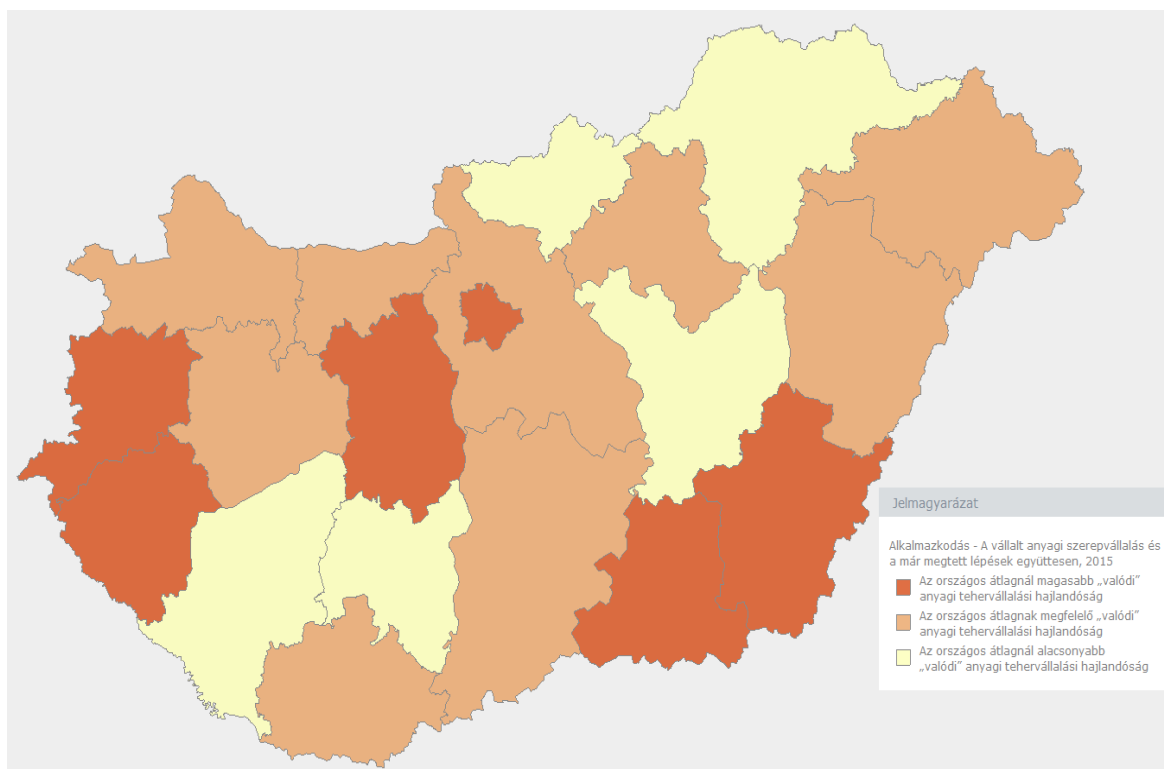 Jelmagyarázat
Alkalmazkodás - A vállalt anyagi szerepvállalás és
a már megtett lépések együttesen, 2015
Az országos átlagnál magasabb „valódi”
anyagi tehervállalási hajlandóság
Az országos átlagnak megfelelő „valódi”
anyagi tehervállalási hajlandóság
Az országos átlagnál alacsonyabb
„valódi” anyagi tehervállalási hajlandóság